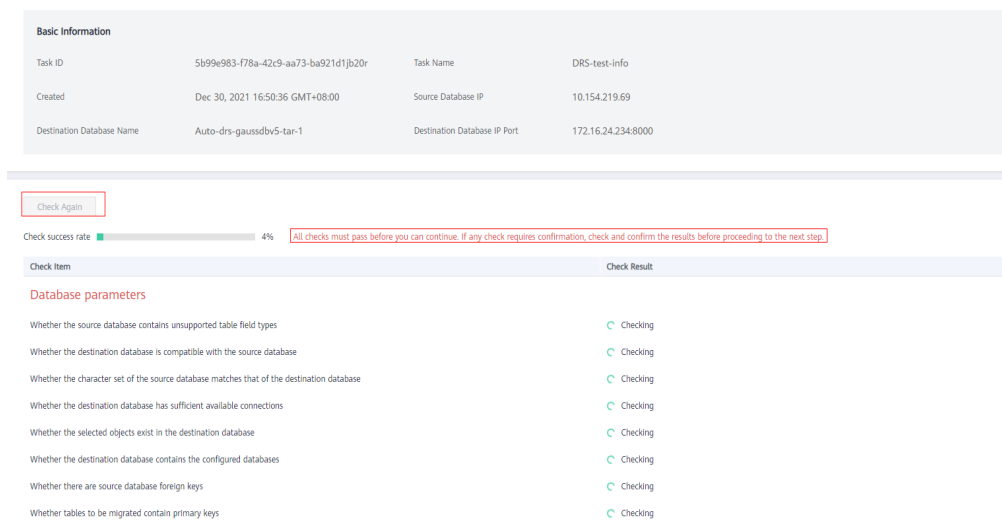 Basic Information
Task ID 5b99e983-f78a-42c9-aa73-ba921d1jb20r Task Name DRS-test-info
Created Dec 30, 2021 16:50:36 GMT+08:00 Source Database IP 10.154.219.69
Destination Database Name Auto-drs-gaussdbv5-tar-1 Destination Database IP Port 172.16.24.234:8000
Check Again
Check success rate 4% All checks must pass before you can continue. If any check requires confirmation, check and confirm the results before proceeding to the next step.
Check Item Check Result
Database parameters
Whether the source database contains unsupported table field types Checking
Whether the destination database is compatible with the source database Checking
Whether the character set of the source database matches that of the destination database Checking
Whether the destination database has sufficient available connections Checking
Whether the selected objects exist in the destination database Checking
Whether the destination database contains the configured databases Checking
Whether there are source database foreign keys Checking
Whether tables to be migrated contain primary keys Checking